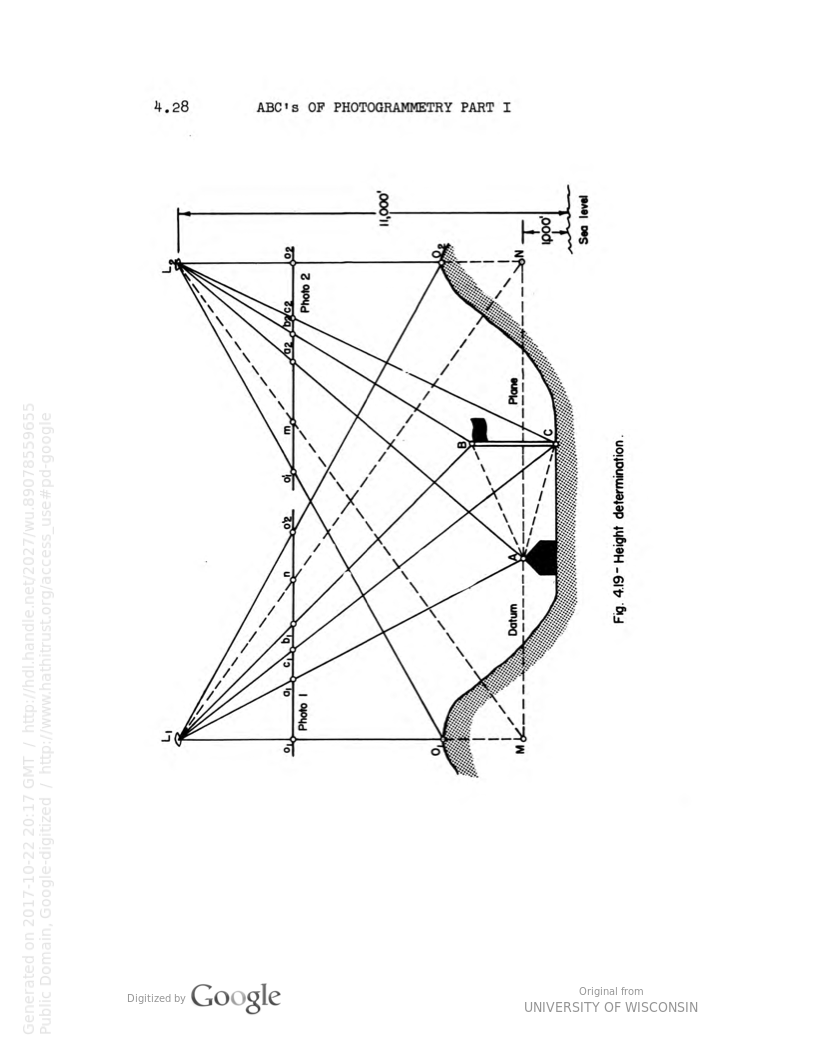 4.28 ABC's OF PHOTOGRAMMETRY PART I
L1
L2
11,000'
o1
a1
c1
b1
n
o'2
o'1
m
a2
b2
c2
o2
Photo 1
Photo 2
O1
O2
B
C
A
M
N
Datum
Plane
1,000'
Sea level
Fig. 4.19 - Height determination.
Generated on 2017-10-22 20:17 GMT / http://hdl.handle.net/2027/wu.89078559655
Public Domain, Google-digitized / http://www.hathitrust.org/access_use#pd-google
Digitized by Google
Original from
UNIVERSITY OF WISCONSIN